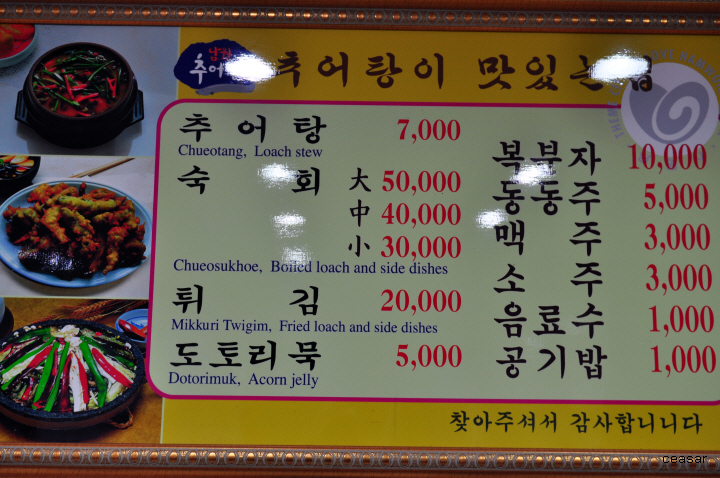 추어탕이 맛있는집
추어탕 7,000
Chueotang, Loach stew
숙회 大 50,000
中 40,000
小 30,000
Chueosukhoe, Boiled loach and side dishes
튀김 20,000
Mikkuri Twigim, Fried loach and side dishes
도토리묵 5,000
Dotorimuk, Acorn jelly
복분자 10,000
동동주 5,000
맥주 3,000
소주 3,000
음료수 1,000
공기밥 1,000
찾아주셔서 감사합니다
ceasar